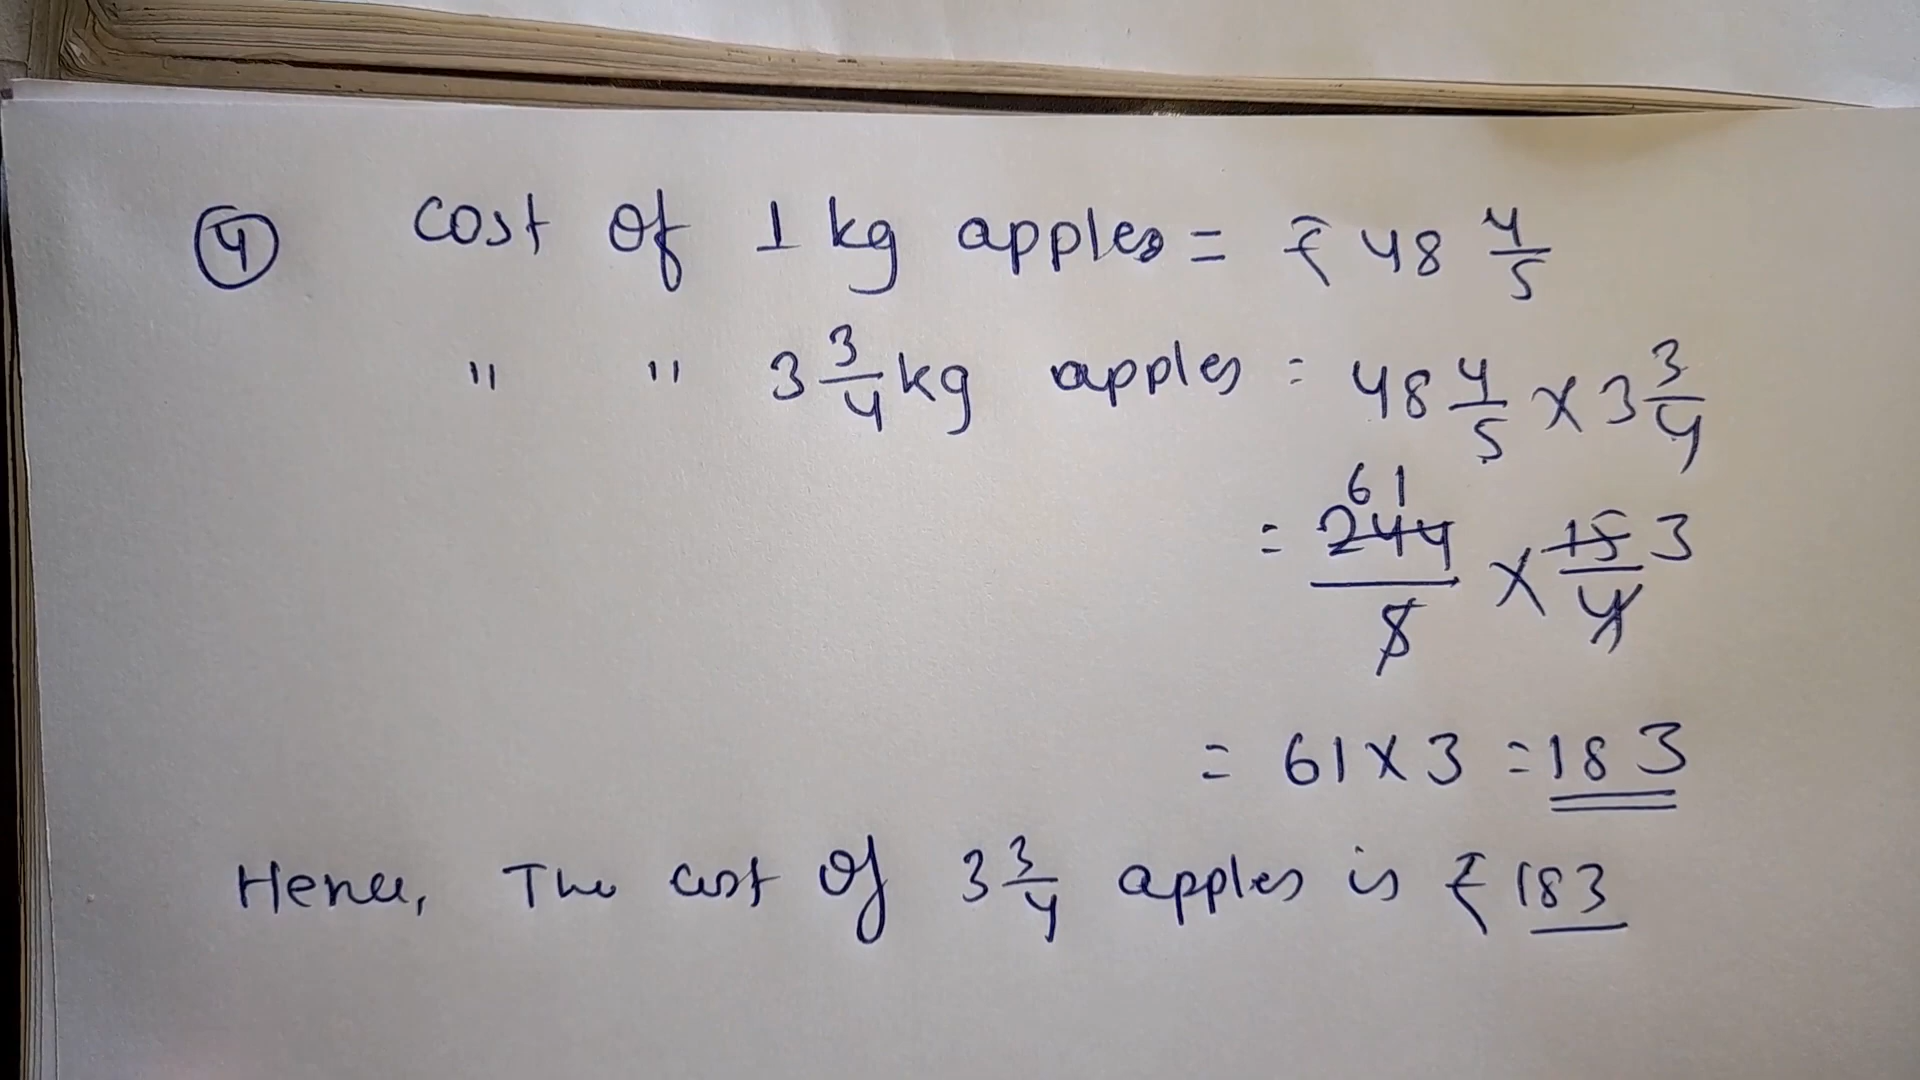 ④ cost of 1 kg apples = ₹ 48 4/5
" " 3 3/4 kg apples = 48 4/5 × 3 3/4
61
= 244/5 × 15/4 3
= 61 × 3 = 183
Hence, The cost of 3 3/4 apples is ₹ 183